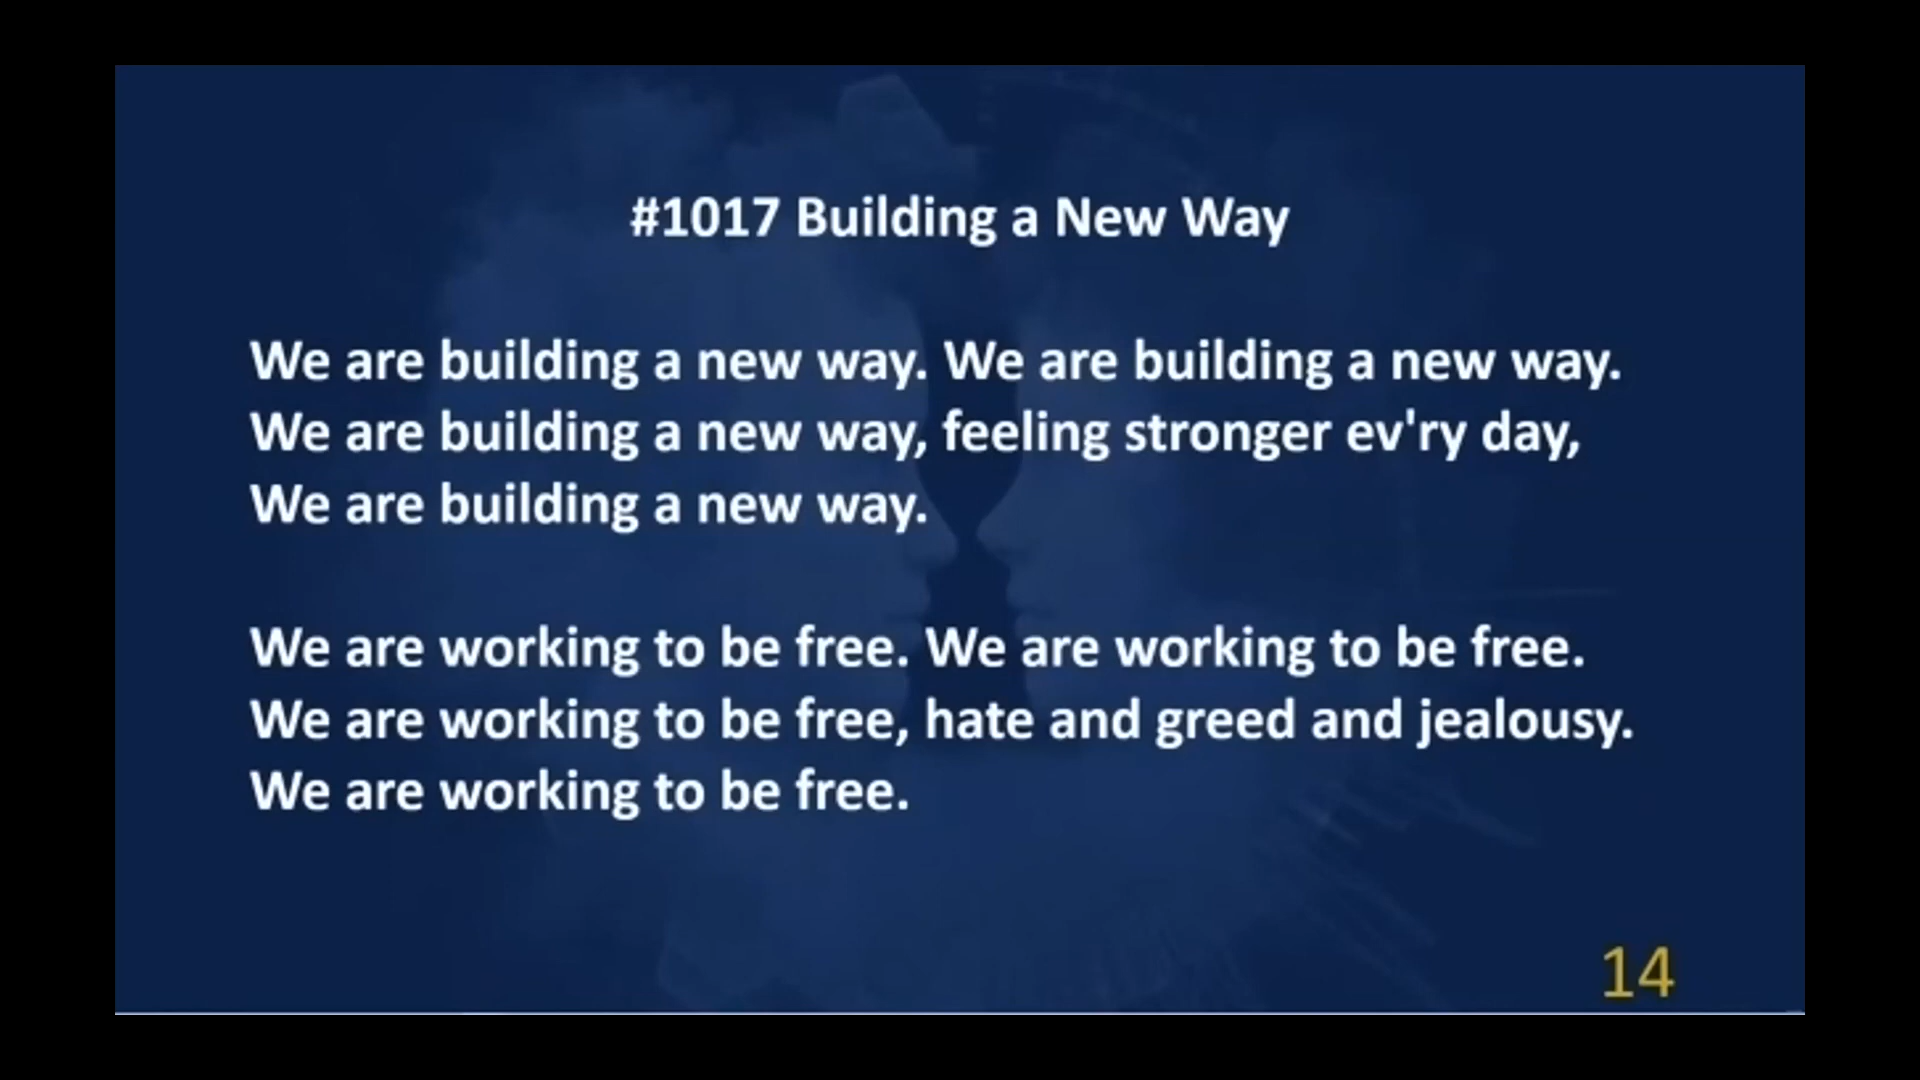 #1017 Building a New Way
We are building a new way. We are building a new way.
We are building a new way, feeling stronger ev'ry day,
We are building a new way.
We are working to be free. We are working to be free.
We are working to be free, hate and greed and jealousy.
We are working to be free.
14